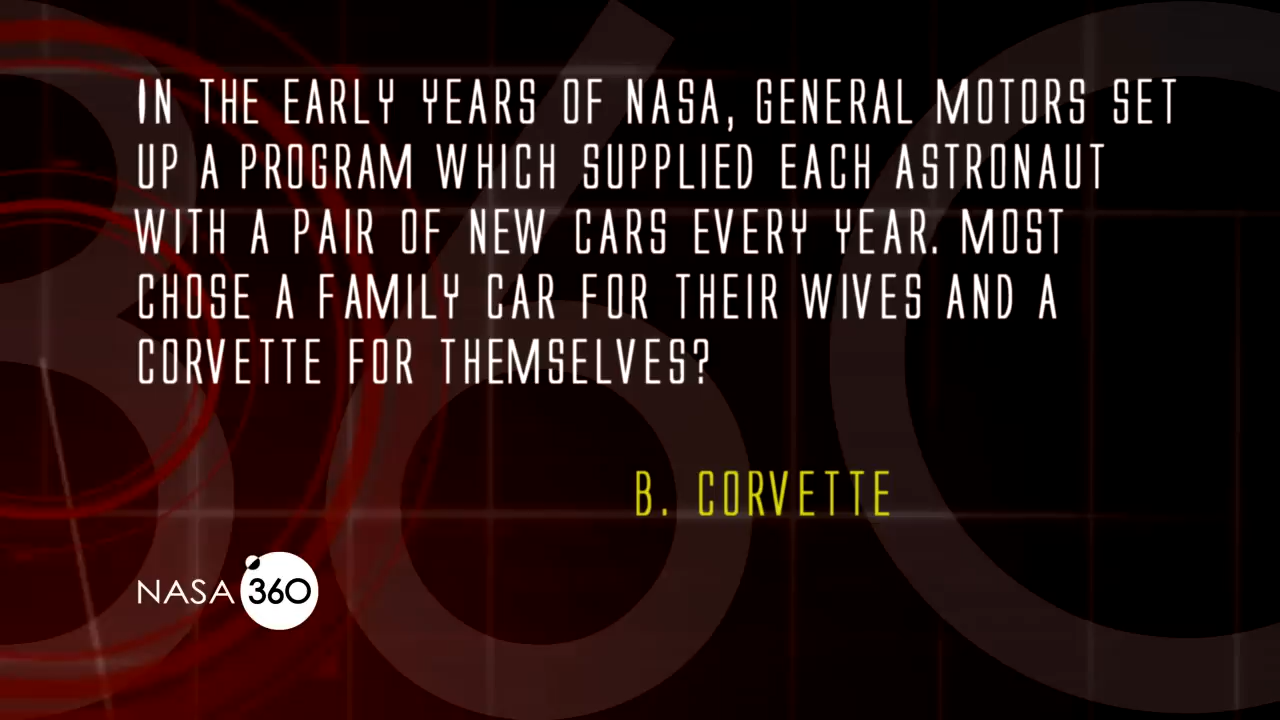 IN THE EARLY YEARS OF NASA, GENERAL MOTORS SET
UP A PROGRAM WHICH SUPPLIED EACH ASTRONAUT
WITH A PAIR OF NEW CARS EVERY YEAR. MOST
CHOSE A FAMILY CAR FOR THEIR WIVES AND A
CORVETTE FOR THEMSELVES?
B. CORVETTE
NASA 360